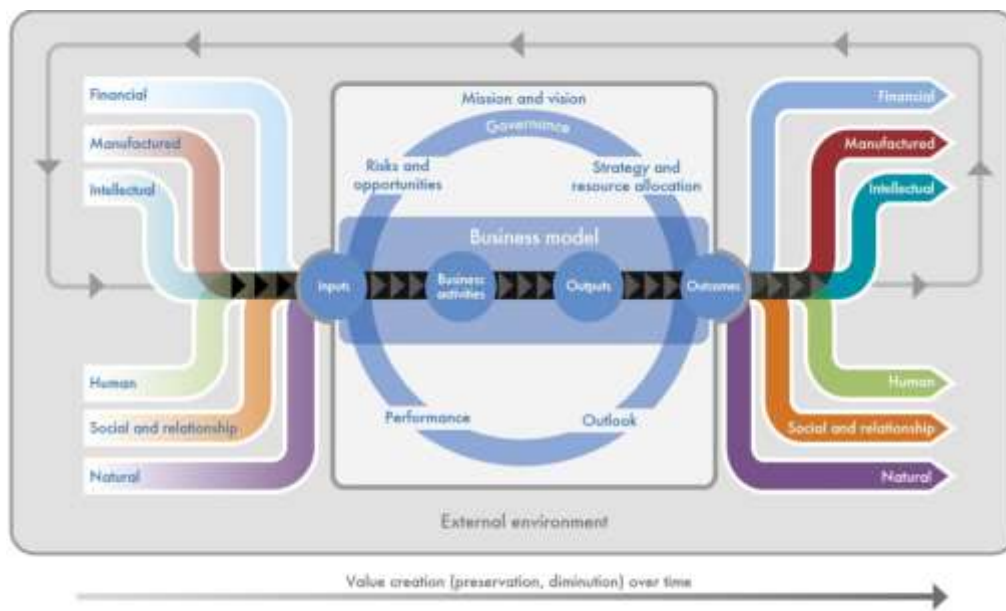 Financial
Manufactured
Intellectual
Human
Social and relationship
Natural
Mission and vision
Governance
Risks and
opportunities
Strategy and
resource allocation
Business model
Inputs
Business
activities
Outputs
Outcomes
Performance
Outlook
Financial
Manufactured
Intellectual
Human
Social and relationship
Natural
External environment
Value creation (preservation, diminution) over time